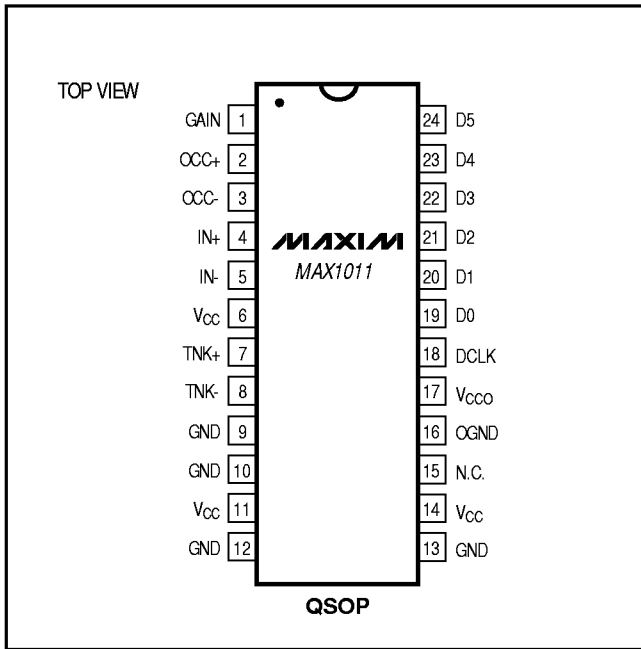 TOP VIEW
GAIN 1 24 D5
OCC+ 2 23 D4
OCC- 3 22 D3
IN+ 4 MAXIM 21 D2
IN- 5 MAX1011 20 D1
VCC 6 19 D0
TNK+ 7 18 DCLK
TNK- 8 17 VCCO
GND 9 16 OGND
GND 10 15 N.C.
VCC 11 14 VCC
GND 12 13 GND
QSOP